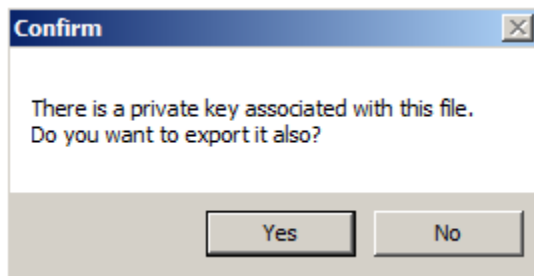 Confirm
There is a private key associated with this file.
Do you want to export it also?
Yes
No